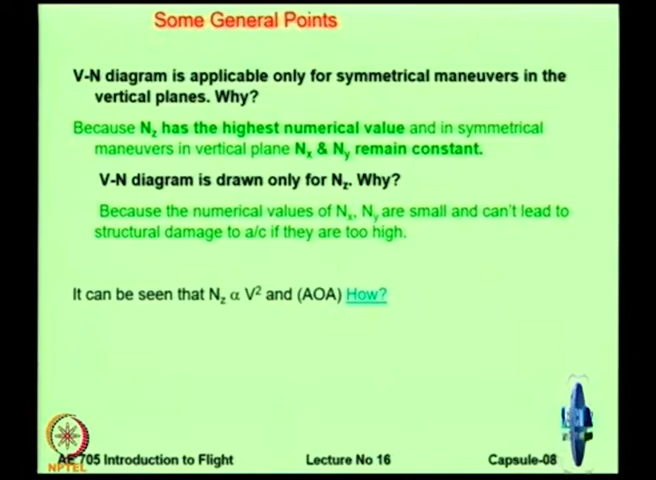 Some General Points
V-N diagram is applicable only for symmetrical maneuvers in the
vertical planes. Why?
Because Nz has the highest numerical value and in symmetrical
maneuvers in vertical plane Nx & Ny remain constant.
V-N diagram is drawn only for Nz. Why?
Because the numerical values of Nx, Ny are small and can't lead to
structural damage to a/c if they are too high.
It can be seen that Nz α V² and (AOA) How?
NPTEL
AE 705 Introduction to Flight Lecture No 16 Capsule-08